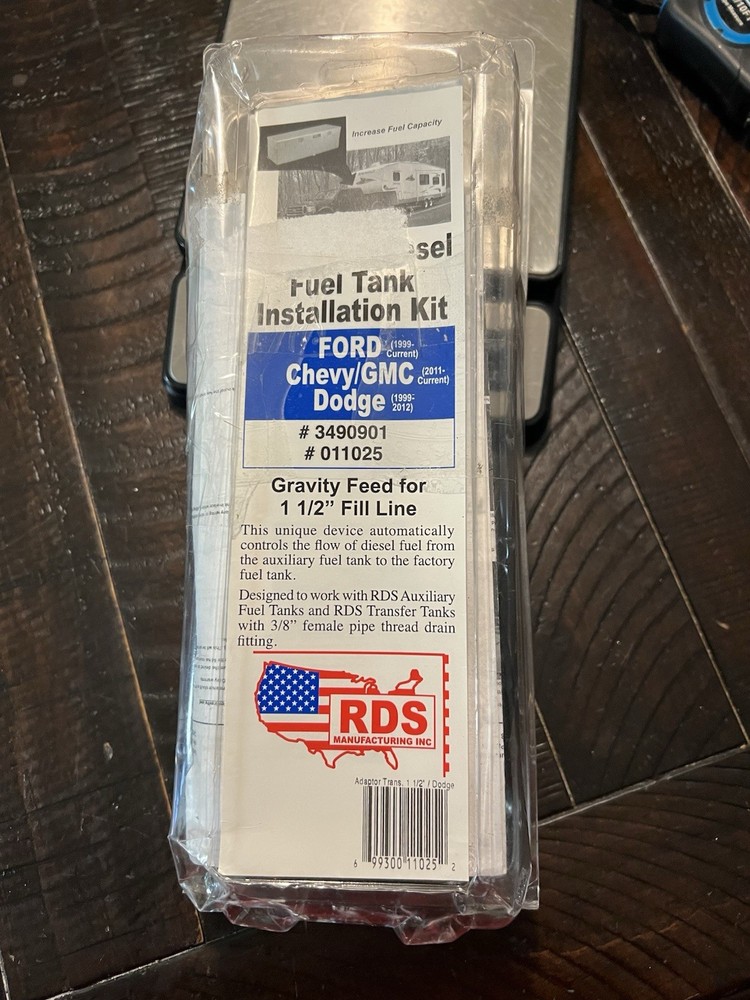 Increase Fuel Capacity
esel
Fuel Tank
Installation Kit
FORD (1999-Current)
Chevy/GMC (2011-Current)
Dodge (1999-2012)
# 3490901
# 011025
Gravity Feed for
1 1/2” Fill Line
This unique device automatically
controls the flow of diesel fuel from
the auxiliary fuel tank to the factory
fuel tank.
Designed to work with RDS Auxiliary
Fuel Tanks and RDS Transfer Tanks
with 3/8” female pipe thread drain
fitting.
RDS
MANUFACTURING INC
Adaptor Trans. 1 1/2" / Dodge
6 99300 11025 2